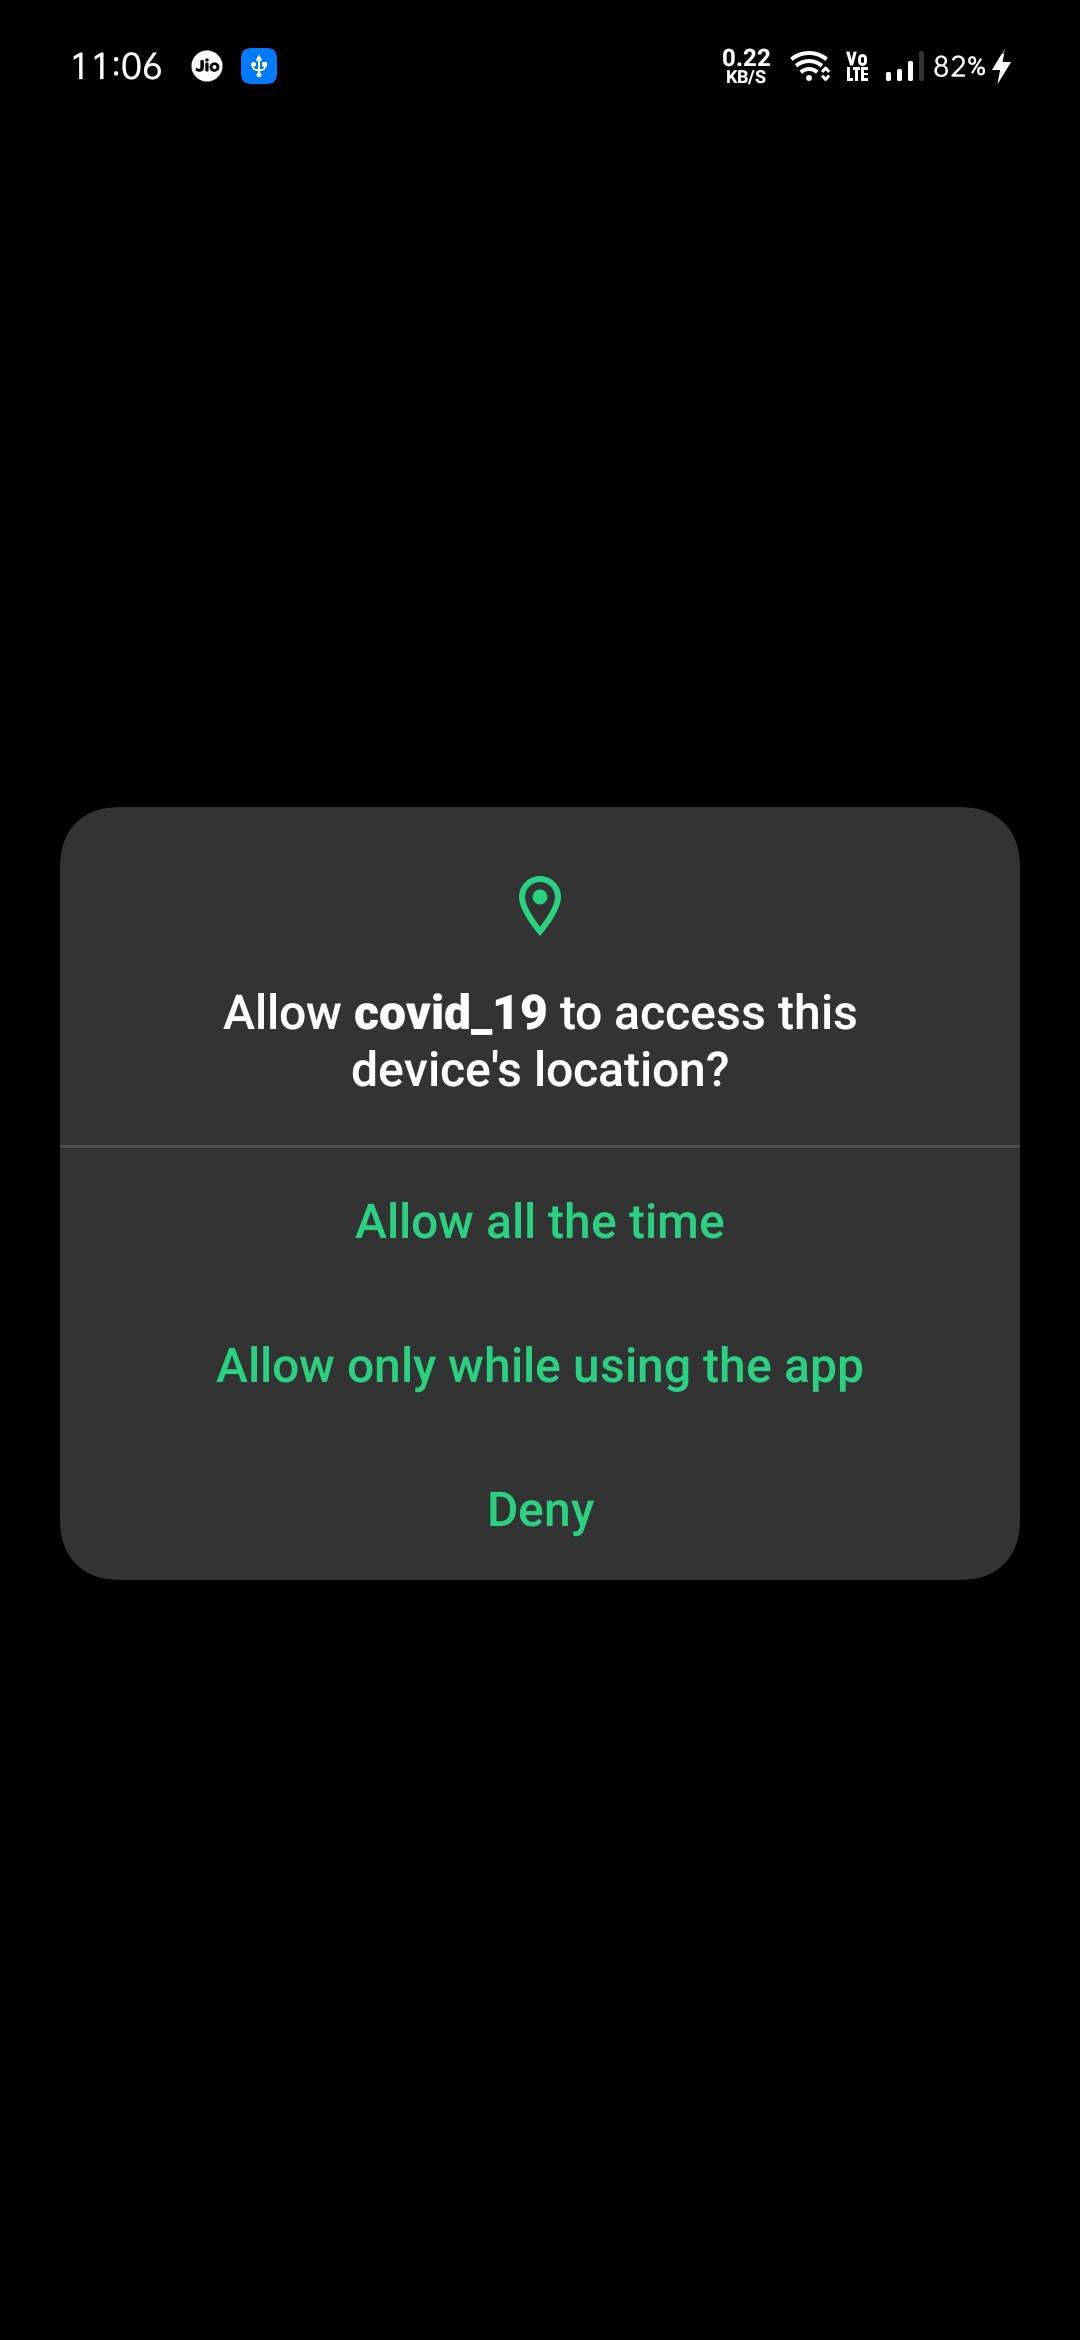 11:06 Jio 0.22 KB/S Vo LTE 82%
Allow covid_19 to access this
device's location?
Allow all the time
Allow only while using the app
Deny